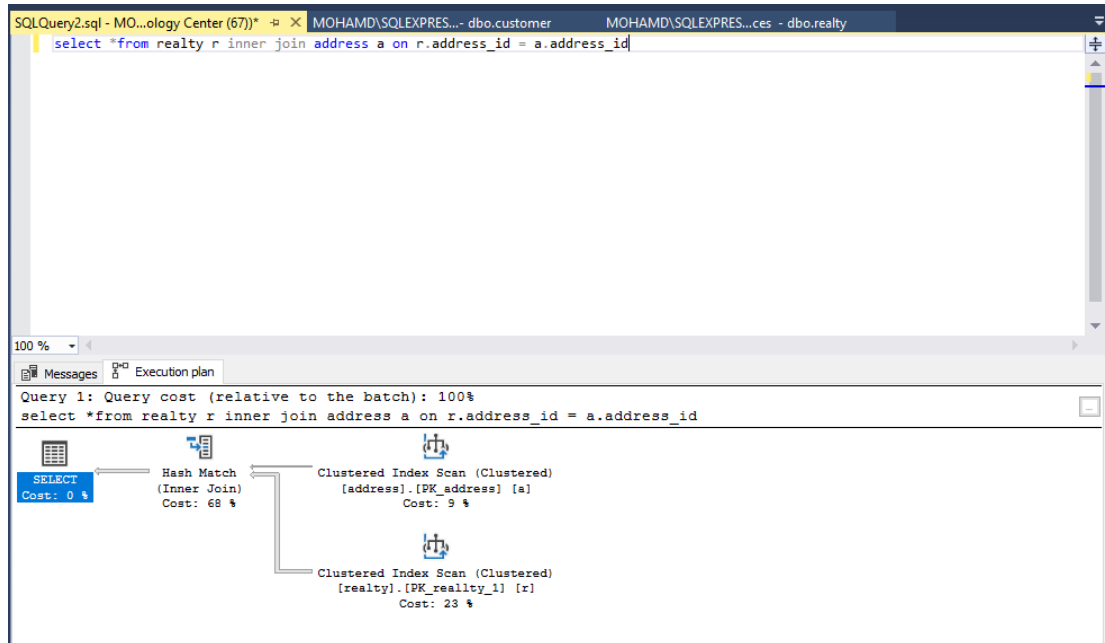 SQLQuery2.sql - MO...ology Center (67))* MOHAMD\SQLEXPRES...- dbo.customer MOHAMD\SQLEXPRES...ces - dbo.realty
select *from realty r inner join address a on r.address_id = a.address_id
100 %
Messages Execution plan
Query 1: Query cost (relative to the batch): 100%
select *from realty r inner join address a on r.address_id = a.address_id
...
SELECT
Cost: 0 %
Hash Match
(Inner Join)
Cost: 68 %
Clustered Index Scan (Clustered)
[address].[PK_address] [a]
Cost: 9 %
Clustered Index Scan (Clustered)
[realty].[PK_reallty_1] [r]
Cost: 23 %